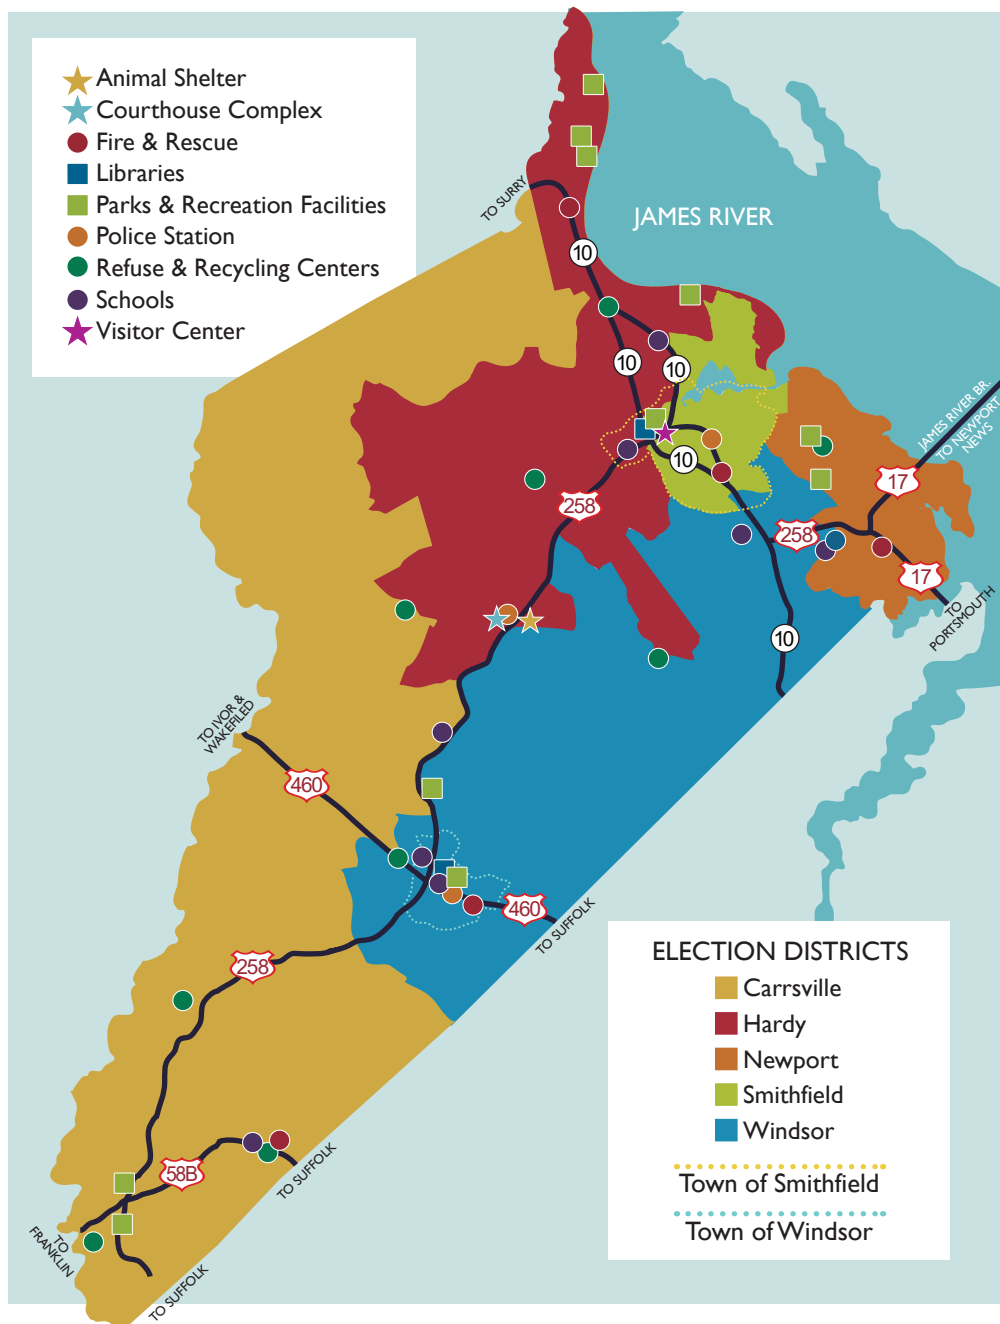 Animal Shelter
Courthouse Complex
Fire & Rescue
Libraries
Parks & Recreation Facilities
Police Station
Refuse & Recycling Centers
Schools
Visitor Center
TO SURRY
JAMES RIVER
10
10
10
JAMES RIVER BR.
TO NEWPORT
NEWS
10
17
258
258
17
TO
PORTSMOUTH
10
TO IVOR &
WAKEFILED
460
460
TO SUFFOLK
258
58B
TO SUFFOLK
TO
FRANKLIN
TO SUFFOLK
ELECTION DISTRICTS
Carrsville
Hardy
Newport
Smithfield
Windsor
Town of Smithfield
Town of Windsor